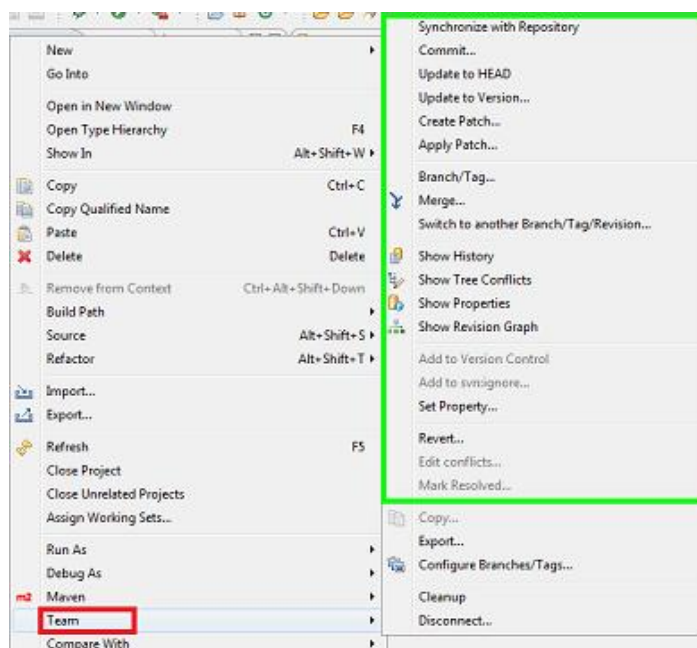 New
Go Into
Open in New Window
Open Type Hierarchy F4
Show In Alt+Shift+W
Copy Ctrl+C
Copy Qualified Name
Paste Ctrl+V
Delete Delete
Remove from Context Ctrl+Alt+Shift+Down
Build Path
Source Alt+Shift+S
Refactor Alt+Shift+T
Import...
Export...
Refresh F5
Close Project
Close Unrelated Projects
Assign Working Sets...
Run As
Debug As
m2 Maven
Team
Compare With
Synchronize with Repository
Commit...
Update to HEAD
Update to Version...
Create Patch...
Apply Patch...
Branch/Tag...
Merge...
Switch to another Branch/Tag/Revision...
Show History
Show Tree Conflicts
Show Properties
Show Revision Graph
Add to Version Control
Add to svn:ignore...
Set Property...
Revert...
Edit conflicts...
Mark Resolved...
Copy...
Export...
Configure Branches/Tags...
Cleanup
Disconnect...